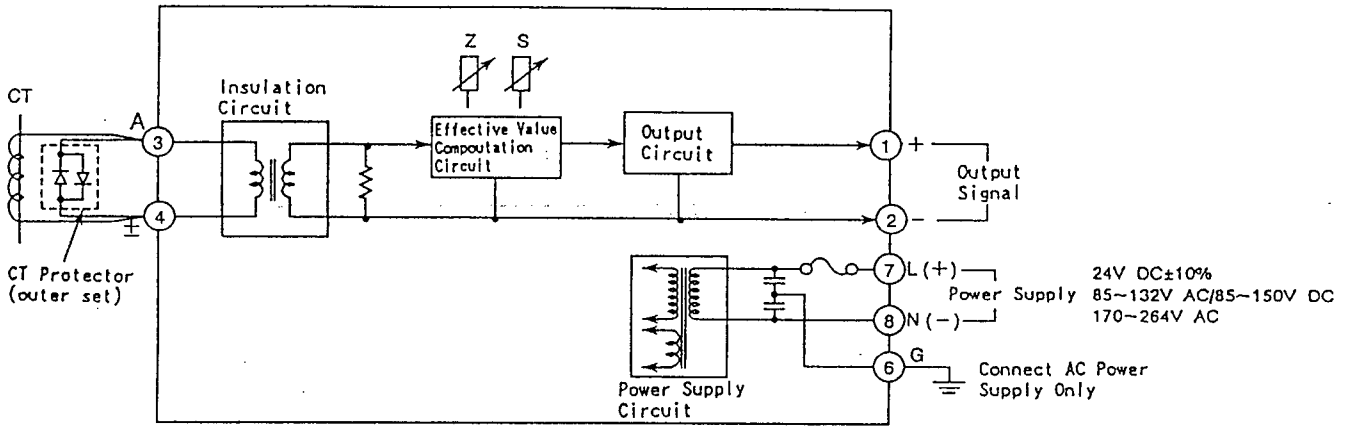 Z S
Insulation
Circuit
CT
A
3
Effective Value
Compoutation
Circuit
Output
Circuit
1 +
Output
Signal
4
±
2 -
CT Protector
(outer set)
7 L(+)
Power Supply
8 N(-)
24V DC±10%
85~132V AC/85~150V DC
170~264V AC
6 G
Connect AC Power
Supply Only
Power Supply
Circuit